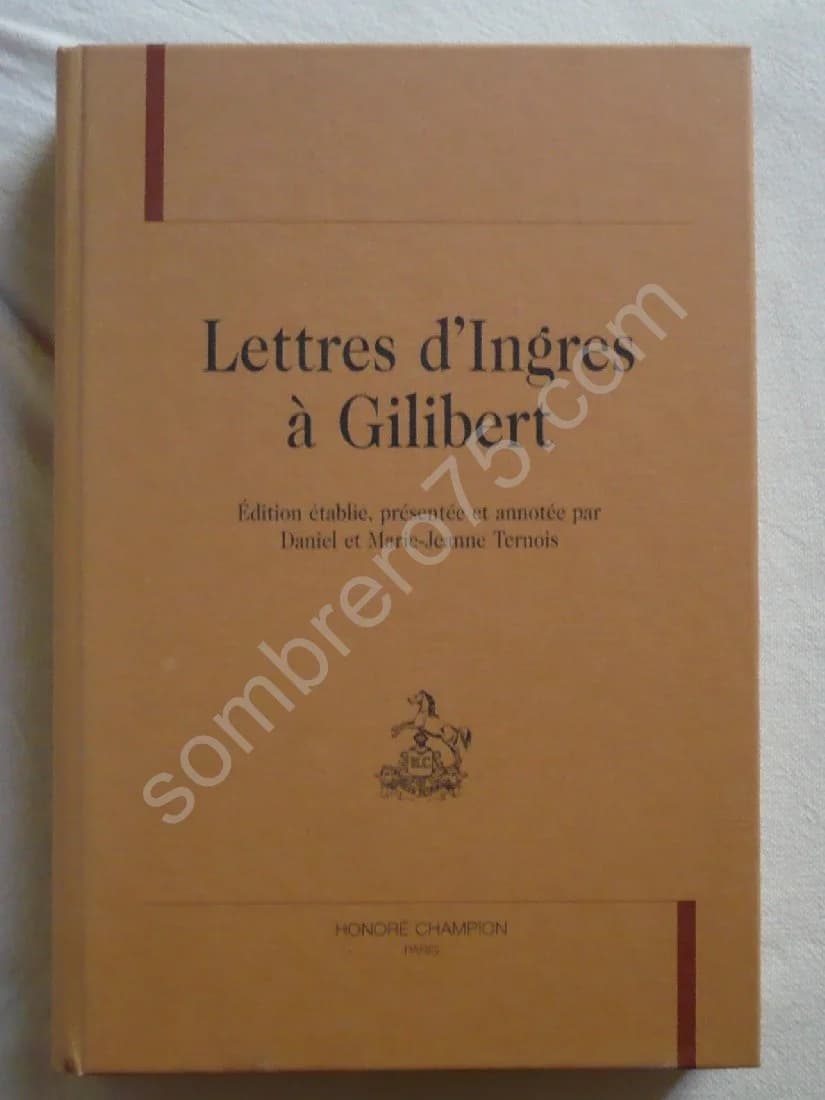 Lettres d'Ingres
à Gilibert
Édition établie, présentée et annotée par
Daniel et Marie-Jeanne Ternois
H.C
HONORÉ CHAMPION
PARIS
sombrero75.com